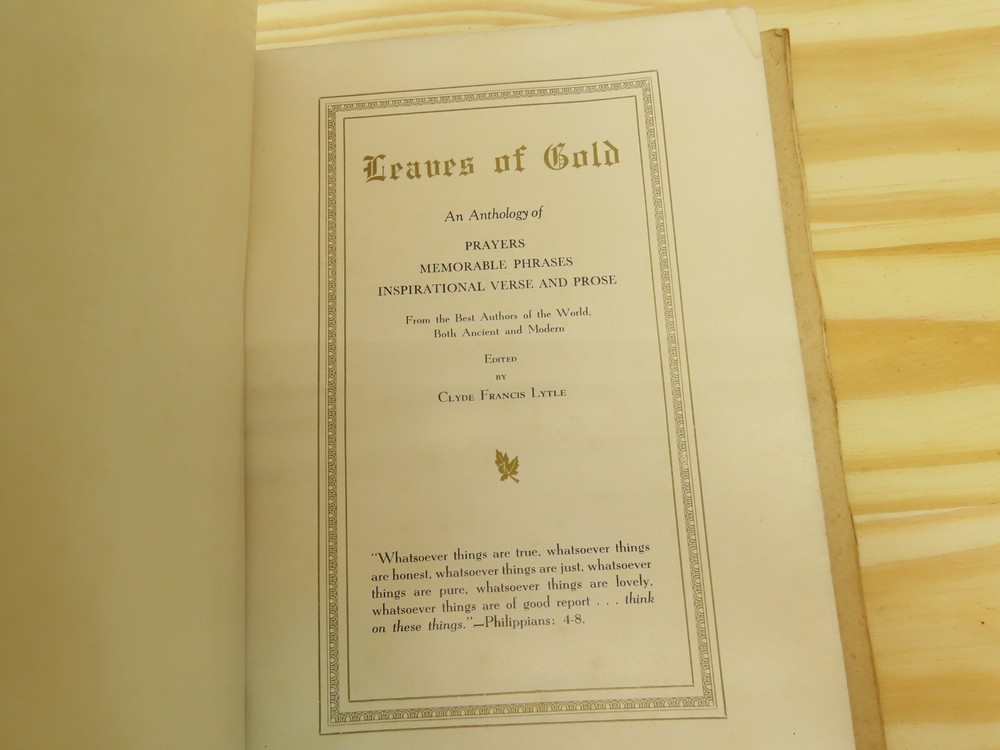 Leaves of Gold
An Anthology of
PRAYERS
MEMORABLE PHRASES
INSPIRATIONAL VERSE AND PROSE
From the Best Authors of the World,
Both Ancient and Modern
EDITED
BY
CLYDE FRANCIS LYTLE
"Whatsoever things are true, whatsoever things
are honest, whatsoever things are just, whatsoever
things are pure, whatsoever things are lovely,
whatsoever things are of good report . . . think
on these things."—Philippians: 4-8.